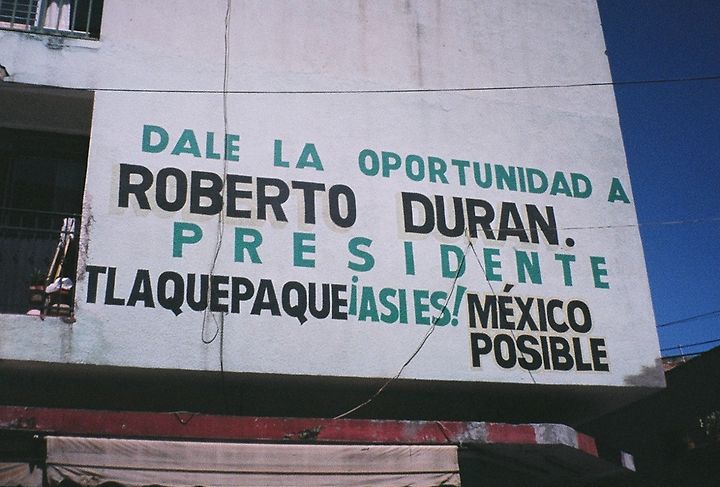 DALE LA OPORTUNIDAD A
ROBERTO DURAN.
PRESIDENTE
TLAQUEPAQUE ¡ASI ES! MÉXICO
POSIBLE